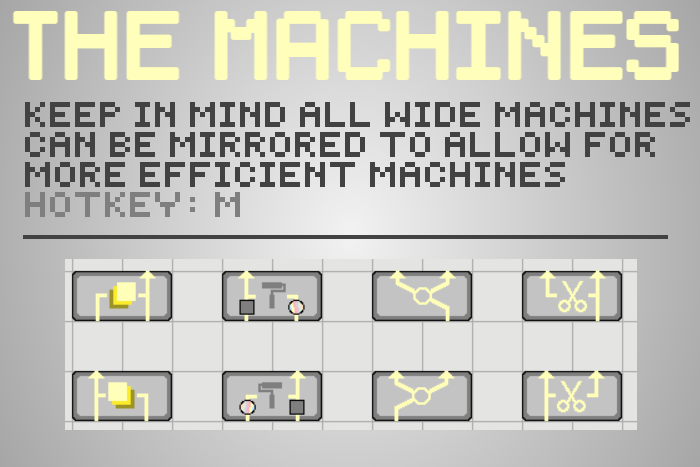 THE MACHINES
KEEP IN MIND ALL WIDE MACHINES
CAN BE MIRRORED TO ALLOW FOR
MORE EFFICIENT MACHINES
HOTKEY: M